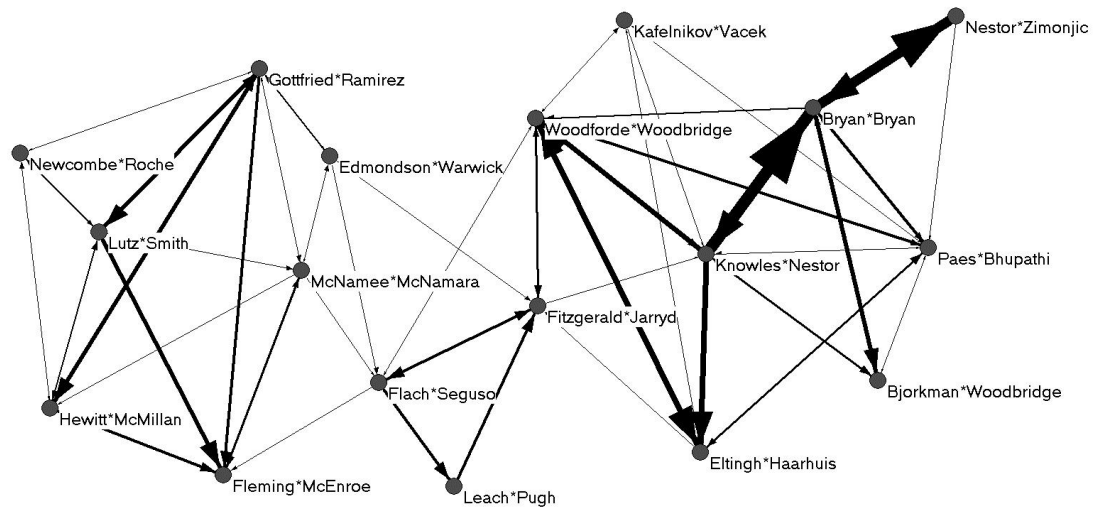 Kafelnikov*Vacek
Nestor*Zimonjic
Gottfried*Ramirez
Bryan*Bryan
Woodforde*Woodbridge
Newcombe*Roche
Edmondson*Warwick
Lutz*Smith
Paes*Bhupathi
Knowles*Nestor
McNamee*McNamara
Fitzgerald*Jarryd
Flach*Seguso
Bjorkman*Woodbridge
Hewitt*McMillan
Eltingh*Haarhuis
Fleming*McEnroe
Leach*Pugh